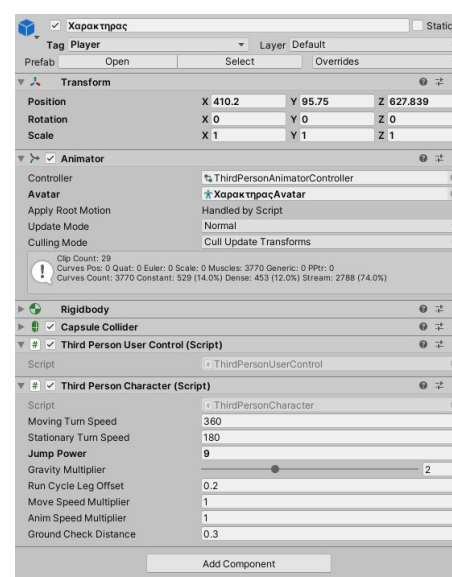 Χαρακτηρας Static
Tag Player Layer Default
Prefab Open Select Overrides
Transform
Position X 410.2 Y 95.75 Z 627.839
Rotation X 0 Y 0 Z 0
Scale X 1 Y 1 Z 1
Animator
Controller ThirdPersonAnimatorController
Avatar ΧαρακτηραςAvatar
Apply Root Motion Handled by Script
Update Mode Normal
Culling Mode Cull Update Transforms
Clip Count: 29
Curves Pos: 0 Quat: 0 Euler: 0 Scale: 0 Muscles: 3770 Generic: 0 PPtr: 0
Curves Count: 3770 Constant: 529 (14.0%) Dense: 453 (12.0%) Stream: 2788 (74.0%)
Rigidbody
Capsule Collider
# Third Person User Control (Script)
Script ThirdPersonUserControl
# Third Person Character (Script)
Script ThirdPersonCharacter
Moving Turn Speed 360
Stationary Turn Speed 180
Jump Power 9
Gravity Multiplier 2
Run Cycle Leg Offset 0.2
Move Speed Multiplier 1
Anim Speed Multiplier 1
Ground Check Distance 0.3
Add Component